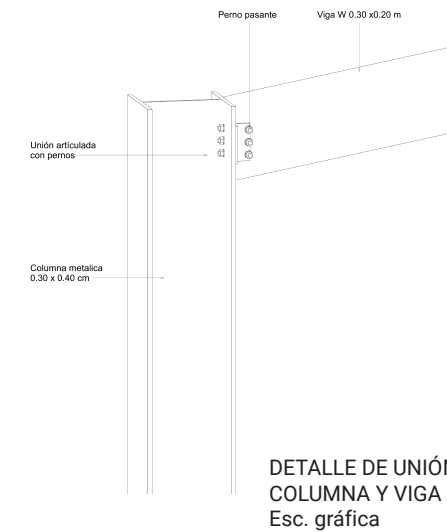 Perno pasante
Viga W 0.30 x0.20 m
Unión artículada
con pernos
Columna metalica
0.30 x 0.40 cm
DETALLE DE UNIÓN
COLUMNA Y VIGA
Esc. gráfica